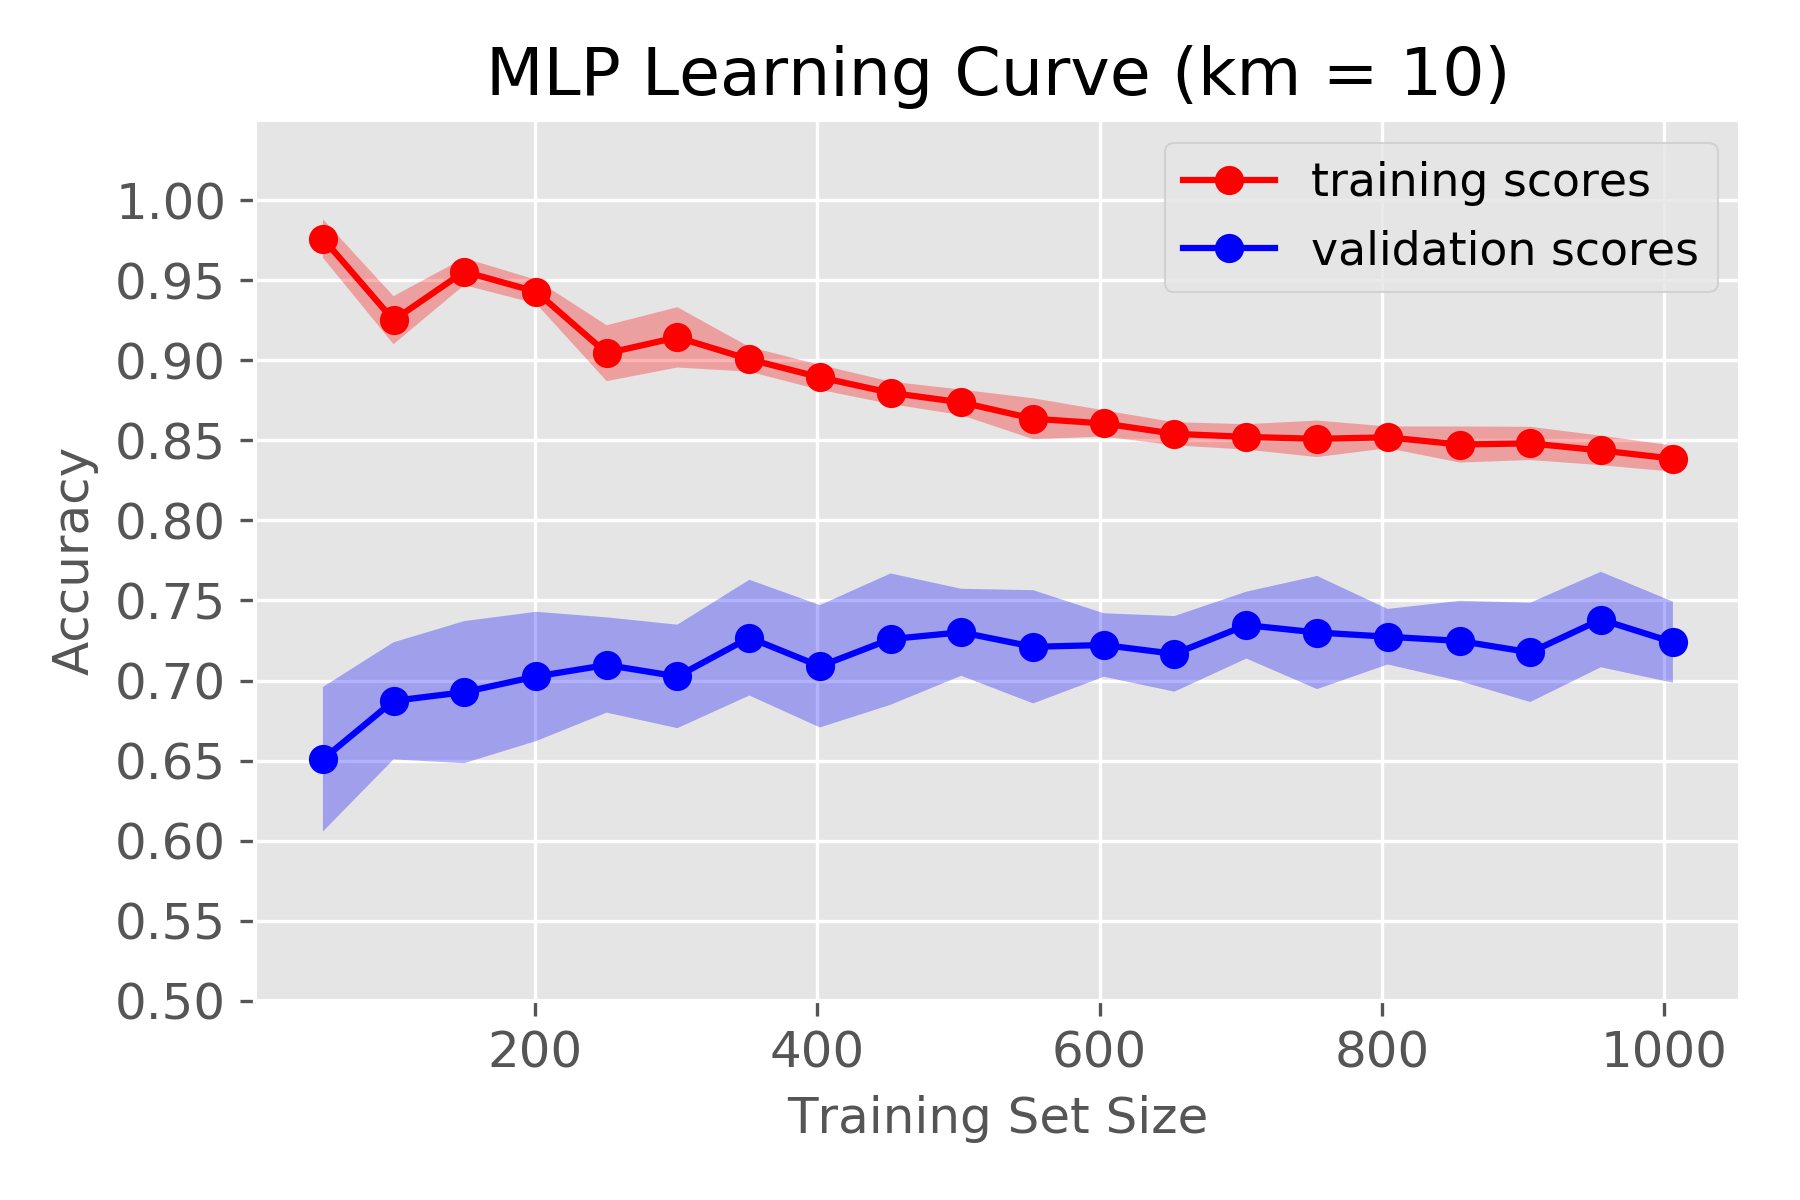 MLP Learning Curve (km = 10)
training scores
validation scores
1.00
0.95
0.90
0.85
0.80
0.75
0.70
0.65
0.60
0.55
0.50
Accuracy
200 400 600 800 1000
Training Set Size